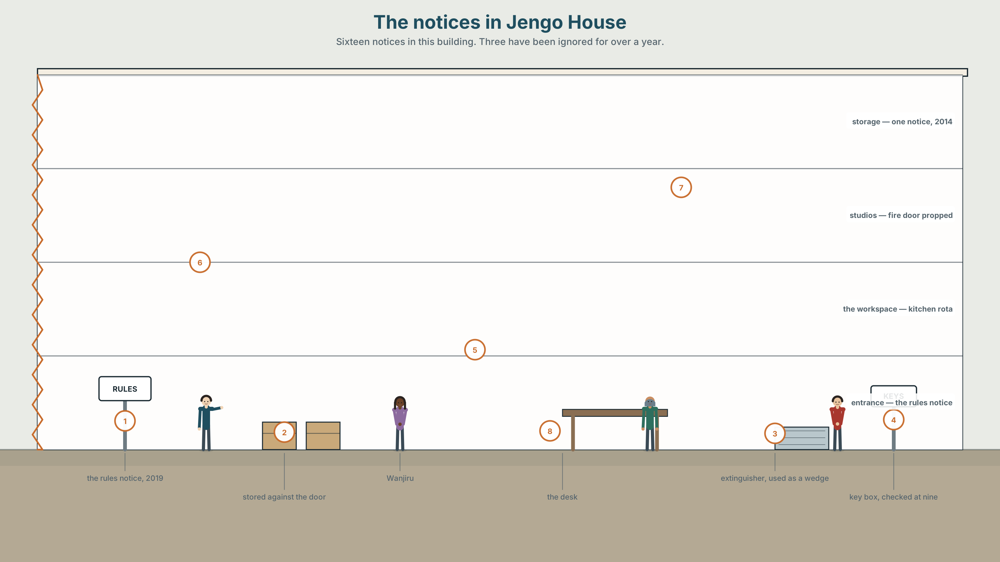 The notices in Jengo House
Sixteen notices in this building. Three have been ignored for over a year.
storage — one notice, 2014
7
studios — fire door propped
6
the workspace — kitchen rota
5
RULES
KEYS
entrance — the rules notice
1
2
8
3
4
the rules notice, 2019
Wanjiru
extinguisher, used as a wedge
stored against the door
the desk
key box, checked at nine